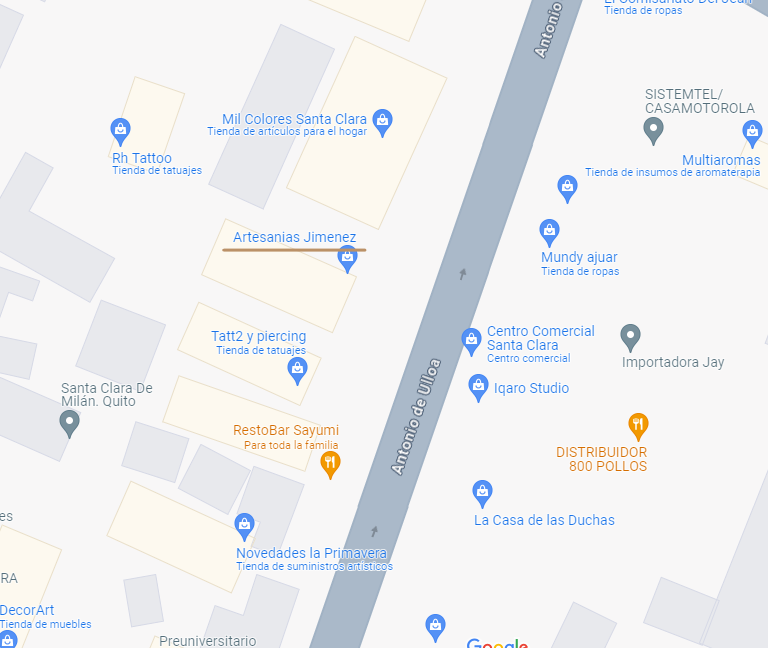 El Comisariato Del Jean
Tienda de ropas
Antonio
SISTEMTEL/
CASAMOTOROLA
Mil Colores Santa Clara
Tienda de artículos para el hogar
Rh Tattoo
Tienda de tatuajes
Multiaromas
Tienda de insumos de aromaterapia
Artesanias Jimenez
Mundy ajuar
Tienda de ropas
Tatt2 y piercing
Tienda de tatuajes
Centro Comercial
Santa Clara
Centro comercial
Importadora Jay
Santa Clara De
Milán. Quito
Iqaro Studio
Antonio de Ulloa
RestoBar Sayumi
Para toda la familia
DISTRIBUIDOR
800 POLLOS
La Casa de las Duchas
es
Novedades la Primavera
Tienda de suministros artísticos
RA
DecorArt
Tienda de muebles
Preuniversitario
Google